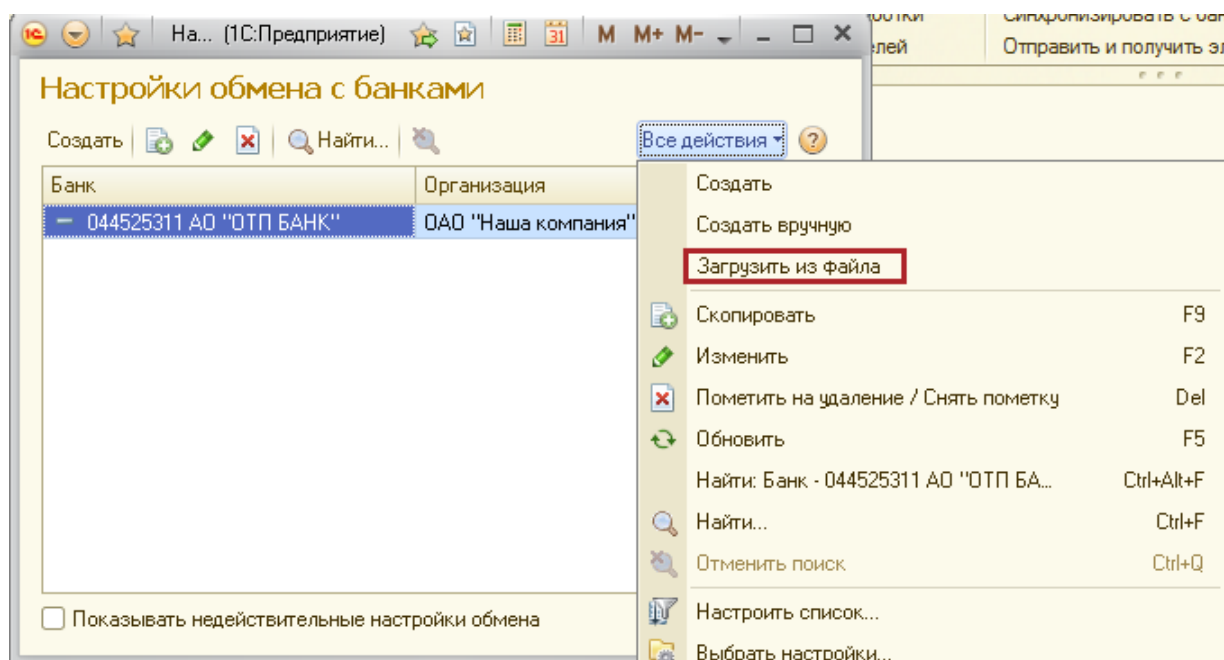 На... (1С:Предприятие) 31 M M+ M-
Синхронизировать с
лей Отправить и получить
Настройки обмена с банками
Создать Найти... Все действия
Банк Организация
044525311 АО "ОТП БАНК" ОАО "Наша компания"
Создать
Создать вручную
Загрузить из файла
Скопировать F9
Изменить F2
Пометить на удаление / Снять пометку Del
Обновить F5
Найти: Банк - 044525311 АО "ОТП БА... Ctrl+Alt+F
Найти... Ctrl+F
Отменить поиск Ctrl+Q
Показывать недействительные настройки обмена
Настроить список...
Выбрать настройки...